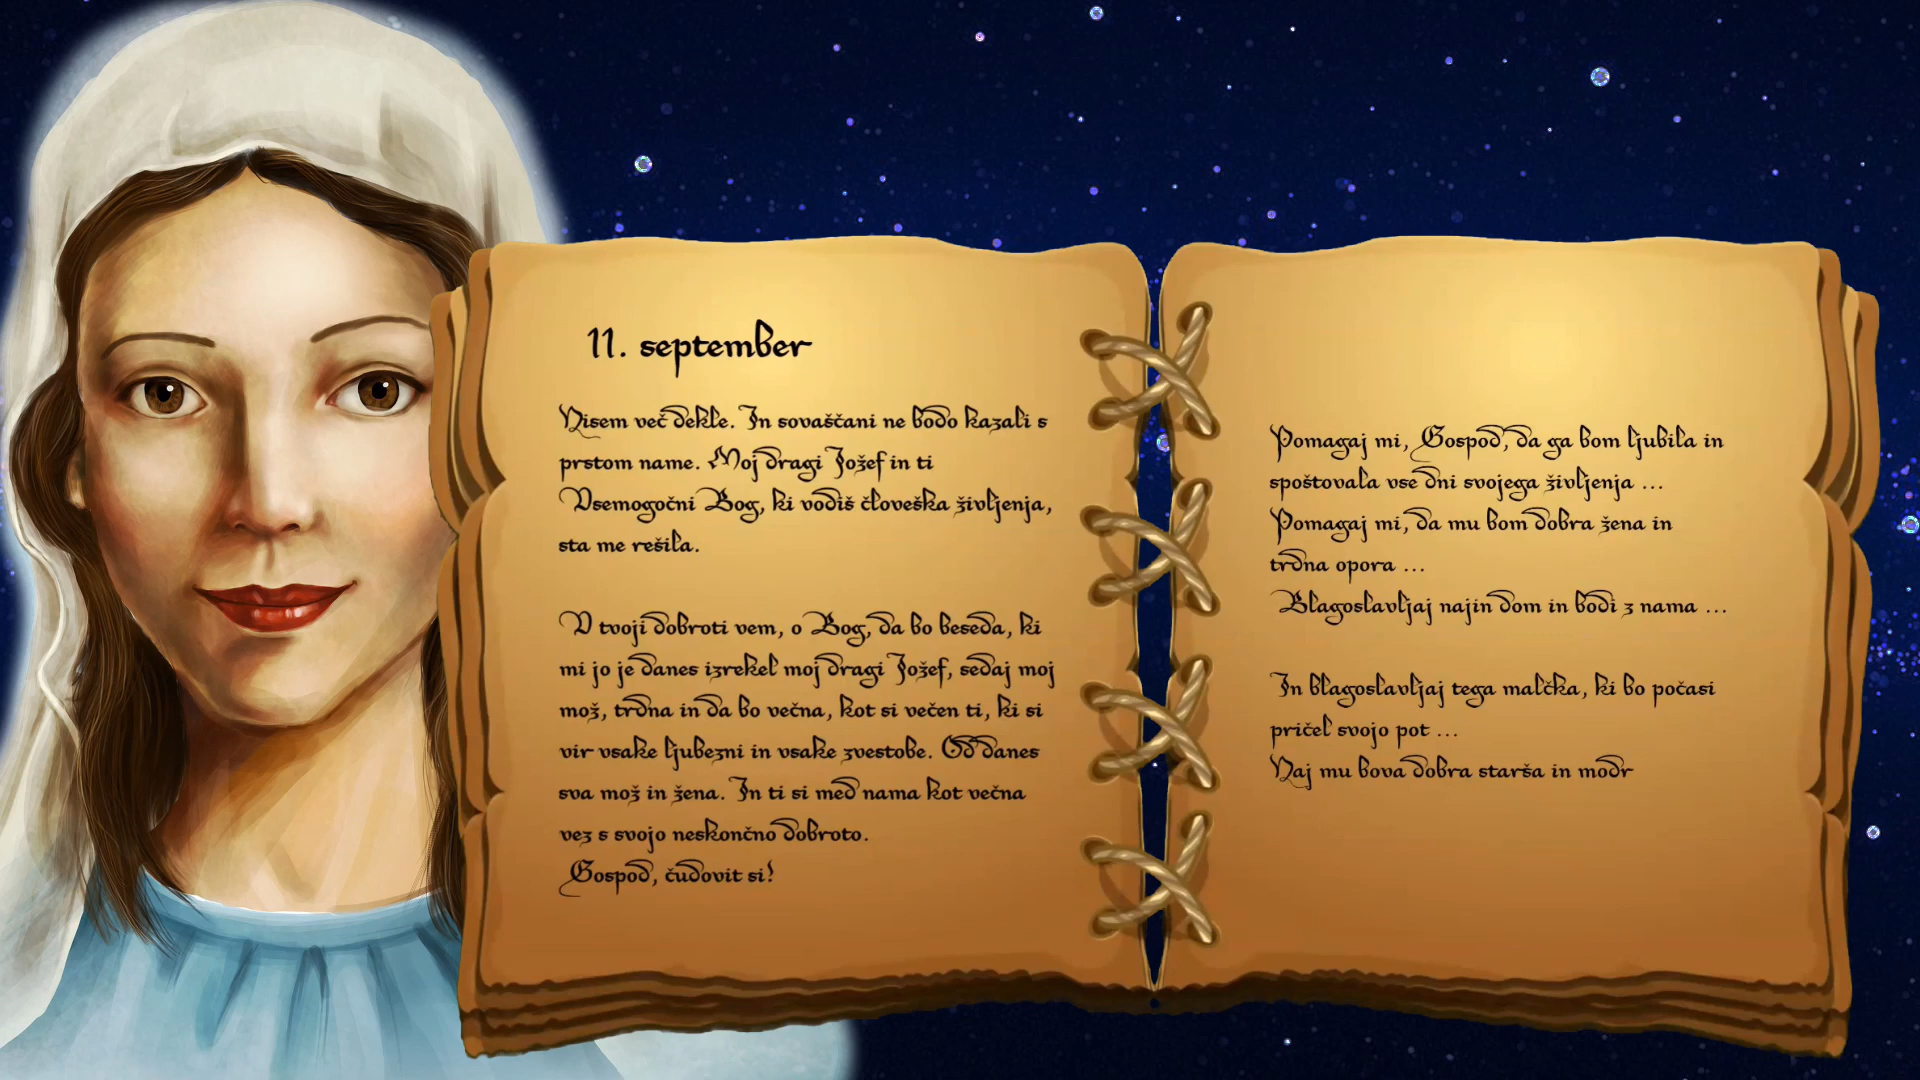 11. september
Nisem več dekle. In sovaščani ne bodo kazali s
prstom name. Moj dragi Jožef in ti
Vsemogočni Bog, ki vodiš človeška življenja,
sta me rešila.
V tvoji dobroti vem, o Bog, da bo beseda, ki
mi jo je danes izrekel moj dragi Jožef, sedaj moj
mož, trdna in da bo večna, kot si večen ti, ki si
vir vsake ljubezni in vsake zvestobe. Od danes
sva mož in žena. In ti si med nama kot večna
vez s svojo neskončno dobroto.
Gospod, čudovit si!
Pomagaj mi, Gospod, da ga bom ljubila in
spoštovala vse dni svojega življenja ...
Pomagaj mi, da mu bom dobra žena in
trdna opora ...
Blagoslavljaj najin dom in bodi z nama ...
In blagoslavljaj tega malčka, ki bo počasi
pričel svojo pot ...
Naj mu bova dobra starša in modr